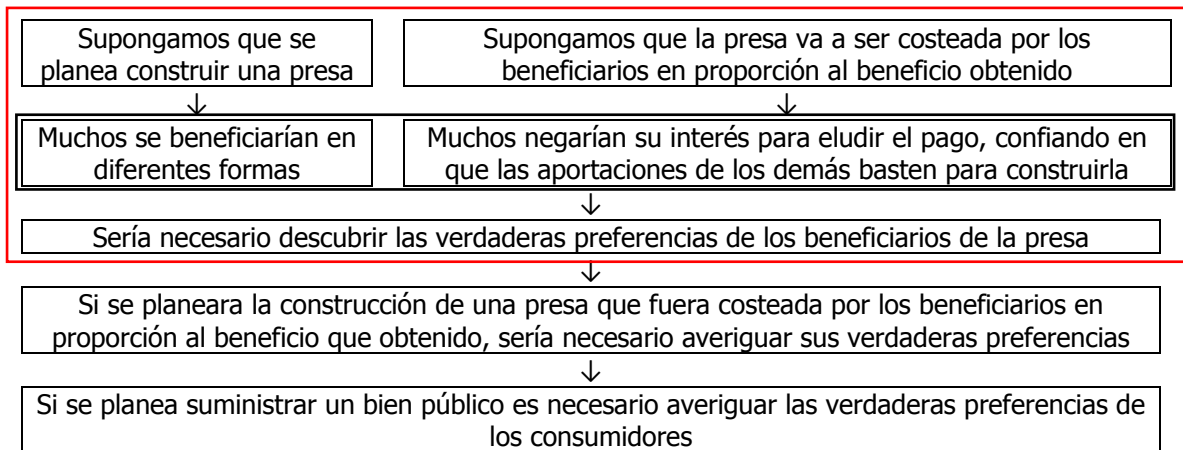 Supongamos que se
planea construir una presa
Supongamos que la presa va a ser costeada por los
beneficiarios en proporción al beneficio obtenido
↓
↓
Muchos se beneficiarían en
diferentes formas
Muchos negarían su interés para eludir el pago, confiando en
que las aportaciones de los demás basten para construirla
↓
Sería necesario descubrir las verdaderas preferencias de los beneficiarios de la presa
↓
Si se planeara la construcción de una presa que fuera costeada por los beneficiarios en
proporción al beneficio que obtenido, sería necesario averiguar sus verdaderas preferencias
↓
Si se planea suministrar un bien público es necesario averiguar las verdaderas preferencias de
los consumidores